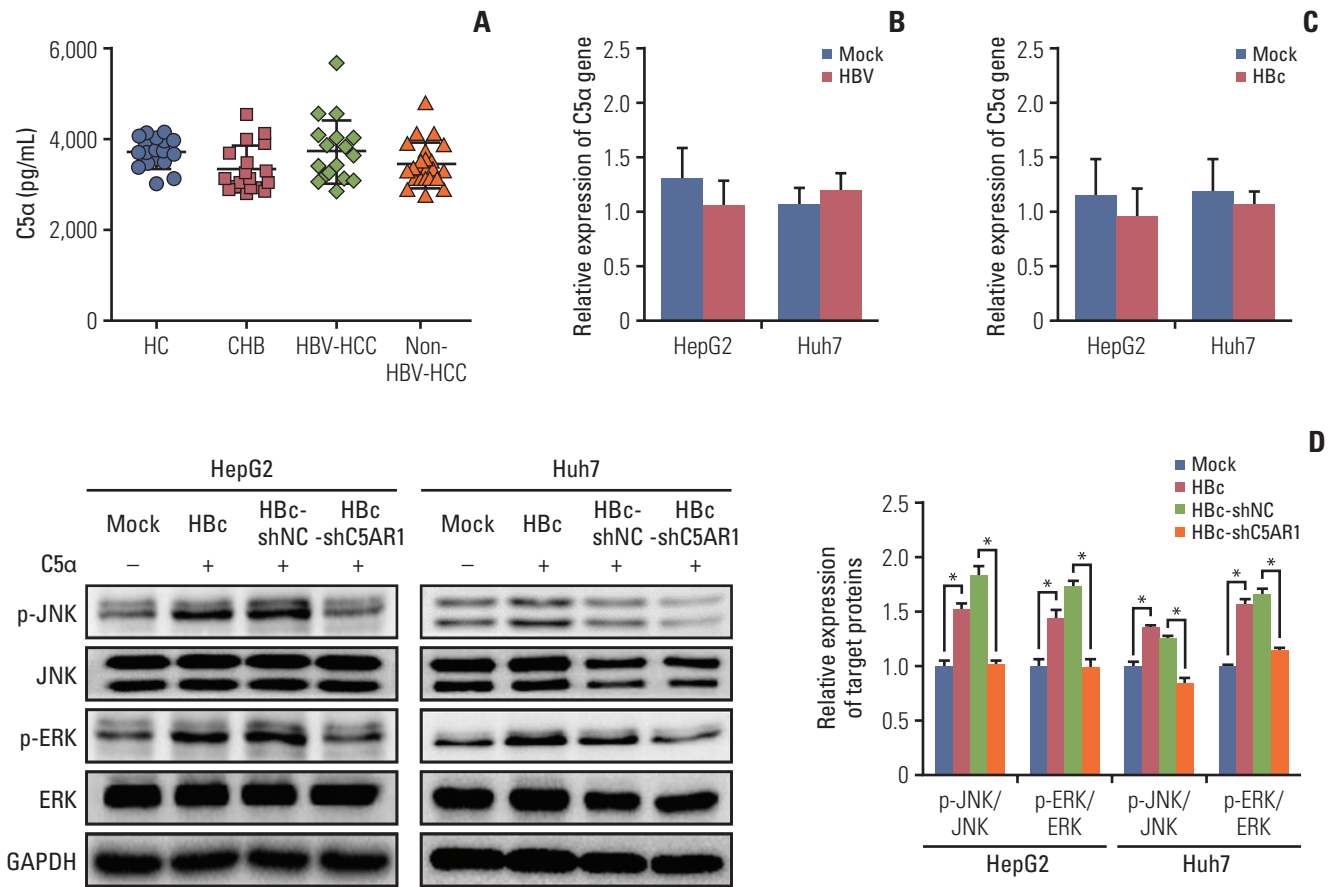 A
6,000
4,000
2,000
0
C5α (pg/mL)
HC
CHB
HBV-HCC
Non-
HBV-HCC
B
Mock
HBV
2.5
2.0
1.5
1.0
0.5
0
Relative expression of C5α gene
HepG2
Huh7
C
Mock
HBc
2.5
2.0
1.5
1.0
0.5
0
Relative expression of C5α gene
HepG2
Huh7
HepG2
Huh7
Mock
HBc
HBc-
shNC
HBc
-shC5AR1
Mock
HBc
HBc-
shNC
HBc
-shC5AR1
C5α
– + + +
– + + +
p-JNK
JNK
p-ERK
ERK
GAPDH
D
Mock
HBc
HBc-shNC
HBc-shC5AR1
2.5
2.0
1.5
1.0
0.5
0
Relative expression
of target proteins
* * * * * * * *
p-JNK/
JNK
p-ERK/
ERK
p-JNK/
JNK
p-ERK/
ERK
HepG2
Huh7